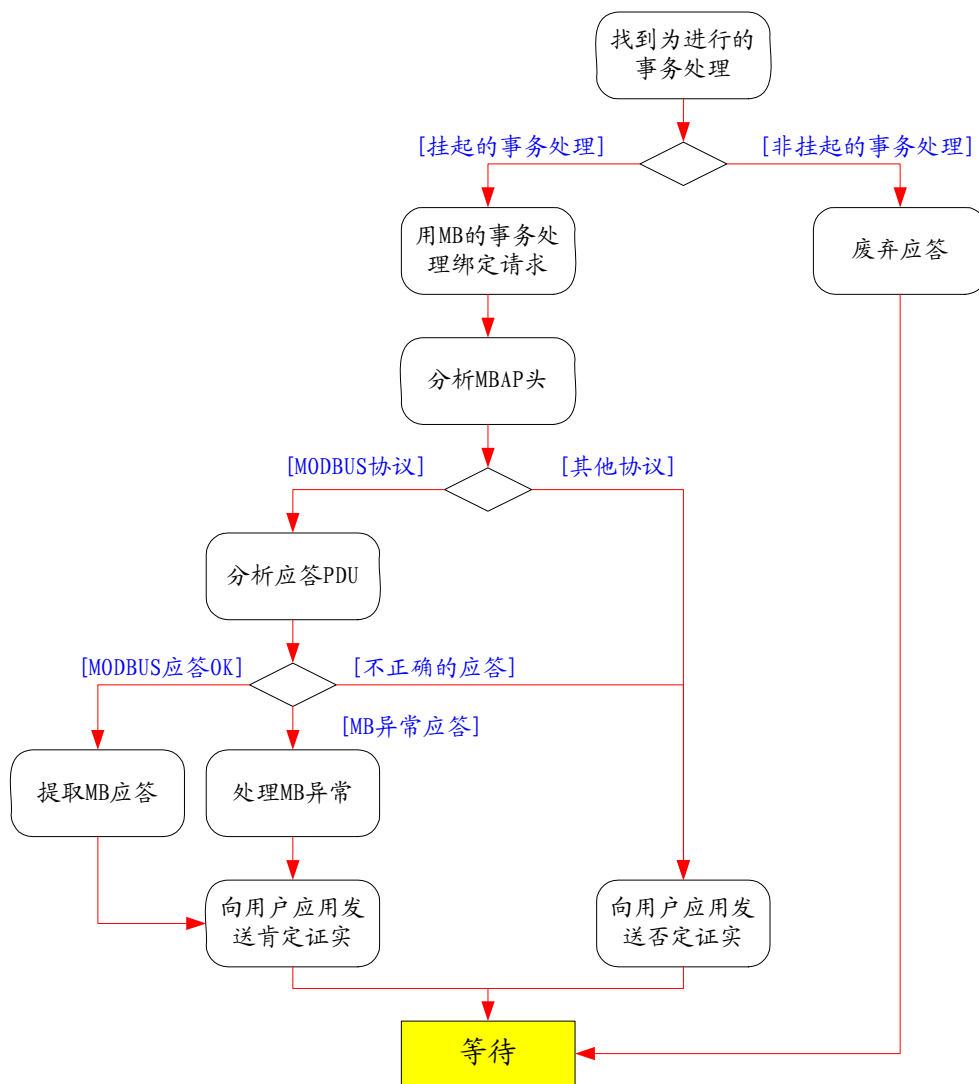 找到为进行的
事务处理
[挂起的事务处理]
[非挂起的事务处理]
用MB的事务处
理绑定请求
废弃应答
分析MBAP头
[MODBUS协议]
[其他协议]
分析应答PDU
[MODBUS应答OK]
[不正确的应答]
[MB异常应答]
提取MB应答
处理MB异常
向用户应用发
送肯定证实
向用户应用发
送否定证实
等待